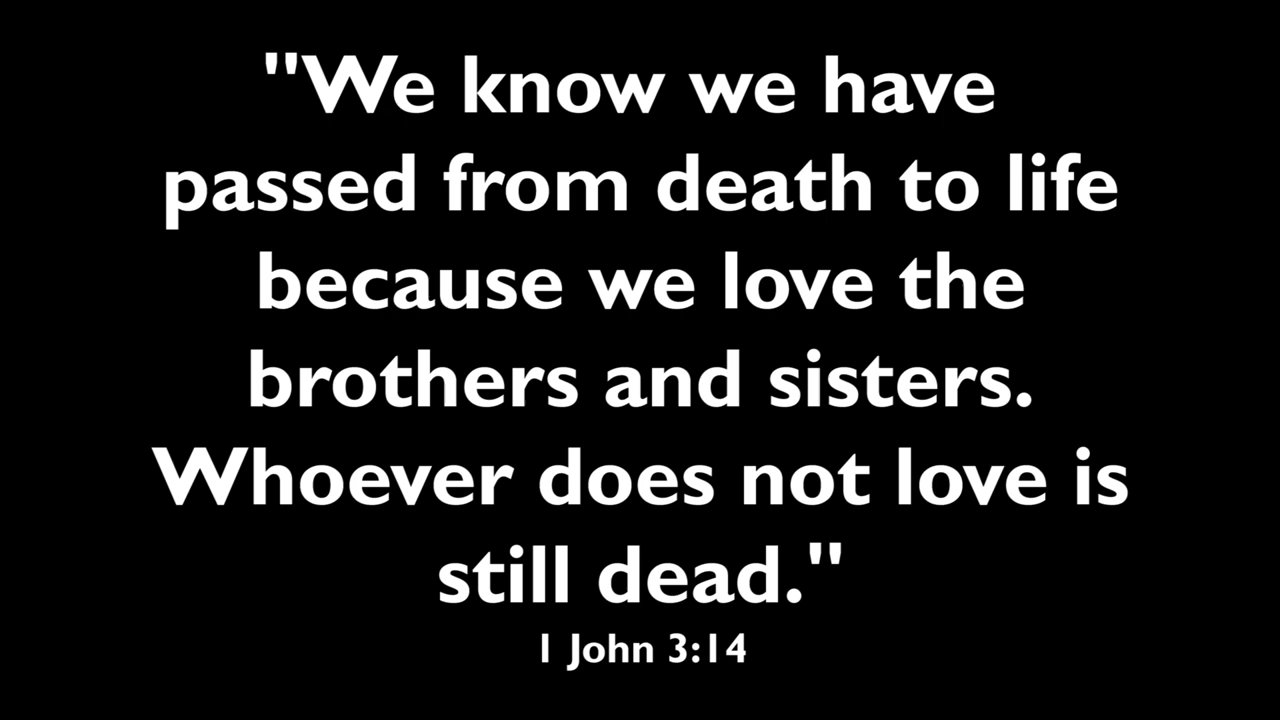 "We know we have
passed from death to life
because we love the
brothers and sisters.
Whoever does not love is
still dead."
1 John 3:14